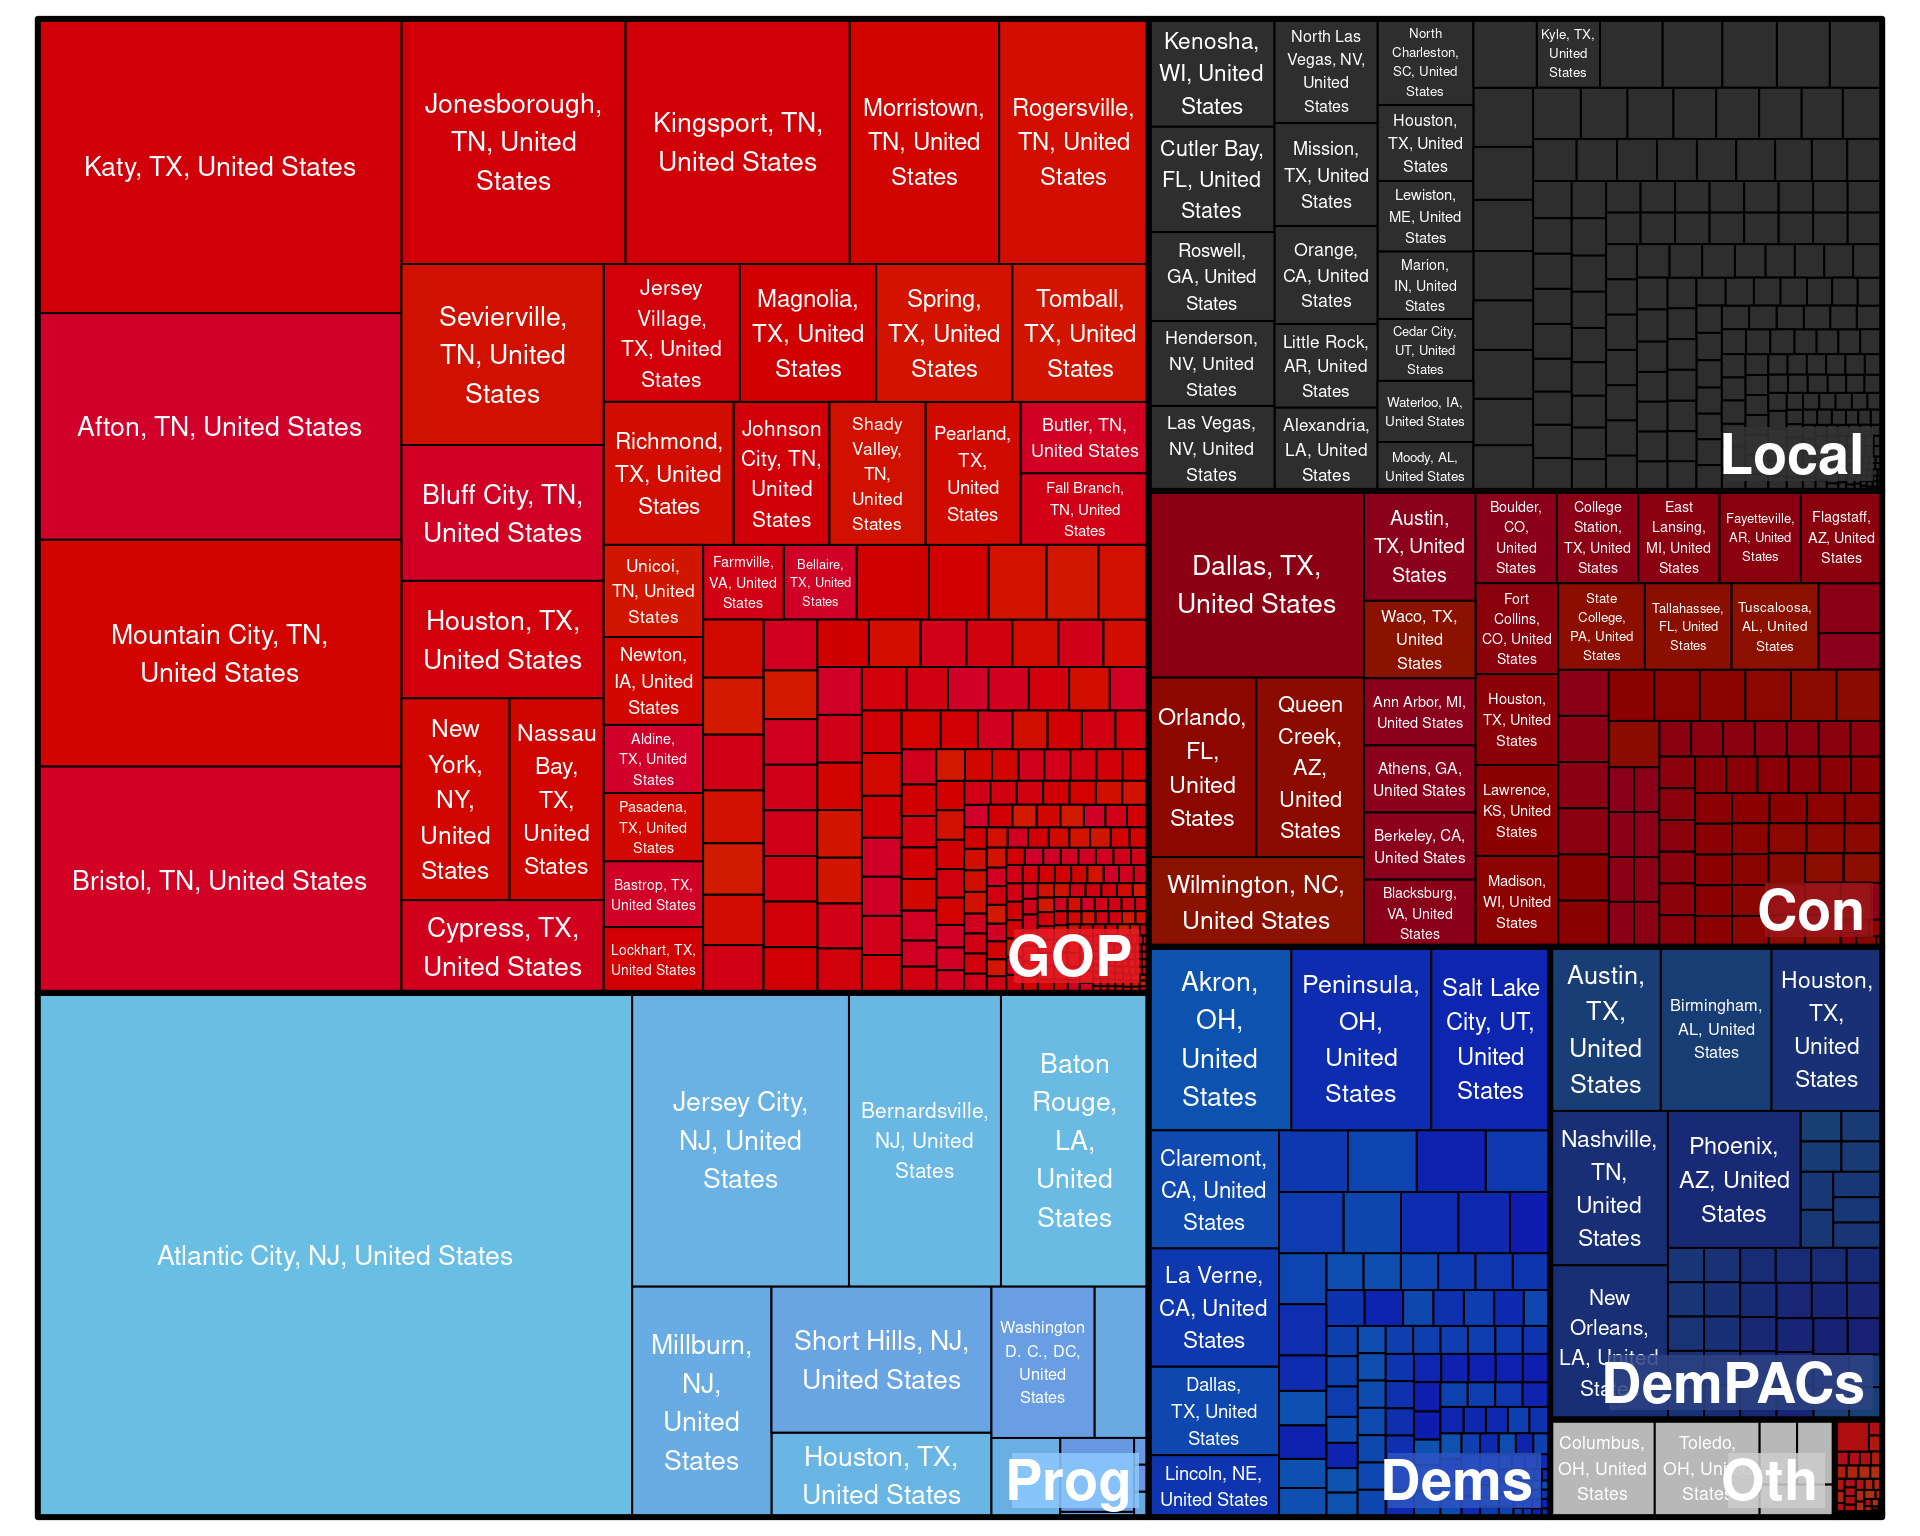 Katy, TX, United States
Afton, TN, United States
Mountain City, TN,
United States
Bristol, TN, United States
Jonesborough,
TN, United
States
Kingsport, TN,
United States
Morristown,
TN, United
States
Rogersville,
TN, United
States
Sevierville,
TN, United
States
Bluff City, TN,
United States
Houston, TX,
United States
New
York,
NY,
United
States
Nassau
Bay,
TX,
United
States
Cypress, TX,
United States
Jersey
Village,
TX, United
States
Magnolia,
TX, United
States
Spring,
TX, United
States
Tomball,
TX, United
States
Richmond,
TX, United
States
Johnson
City, TN,
United
States
Shady
Valley,
TN,
United
States
Pearland,
TX,
United
States
Butler, TN,
United States
Fall Branch,
TN, United
States
Unicoi,
TN, United
States
Newton,
IA, United
States
Aldine,
TX, United
States
Pasadena,
TX, United
States
Bastrop, TX,
United States
Lockhart, TX,
United States
Farmville,
VA, United
States
Bellaire,
TX, United
States
GOP
Kenosha,
WI, United
States
Cutler Bay,
FL, United
States
Roswell,
GA, United
States
Henderson,
NV, United
States
Las Vegas,
NV, United
States
North Las
Vegas, NV,
United
States
Mission,
TX, United
States
Orange,
CA, United
States
Little Rock,
AR, United
States
Alexandria,
LA, United
States
North
Charleston,
SC, United
States
Houston,
TX, United
States
Lewiston,
ME, United
States
Marion,
IN, United
States
Cedar City,
UT, United
States
Waterloo, IA,
United States
Moody, AL,
United States
Kyle, TX,
United
States
Local
Dallas, TX,
United States
Orlando,
FL,
United
States
Queen
Creek,
AZ,
United
States
Wilmington, NC,
United States
Austin,
TX, United
States
Waco, TX,
United
States
Ann Arbor, MI,
United States
Athens, GA,
United States
Berkeley, CA,
United States
Blacksburg,
VA, United
States
Boulder,
CO,
United
States
College
Station,
TX, United
States
East
Lansing,
MI, United
States
Fayetteville,
AR, United
States
Flagstaff,
AZ, United
States
Fort
Collins,
CO, United
States
State
College,
PA, United
States
Tallahassee,
FL, United
States
Tuscaloosa,
AL, United
States
Houston,
TX, United
States
Lawrence,
KS, United
States
Madison,
WI, United
States
Con
Atlantic City, NJ, United States
Jersey City,
NJ, United
States
Bernardsville,
NJ, United
States
Baton
Rouge,
LA,
United
States
Millburn,
NJ,
United
States
Short Hills, NJ,
United States
Houston, TX,
United States
Washington
D. C., DC,
United
States
Prog
Akron,
OH,
United
States
Peninsula,
OH,
United
States
Salt Lake
City, UT,
United
States
Claremont,
CA, United
States
La Verne,
CA, United
States
Dallas,
TX, United
States
Lincoln, NE,
United States
Dems
Austin,
TX,
United
States
Birmingham,
AL, United
States
Houston,
TX,
United
States
Nashville,
TN,
United
States
Phoenix,
AZ, United
States
New
Orleans,
LA, United
States
DemPACs
Columbus,
OH, United
States
Toledo,
OH, United
States
Oth